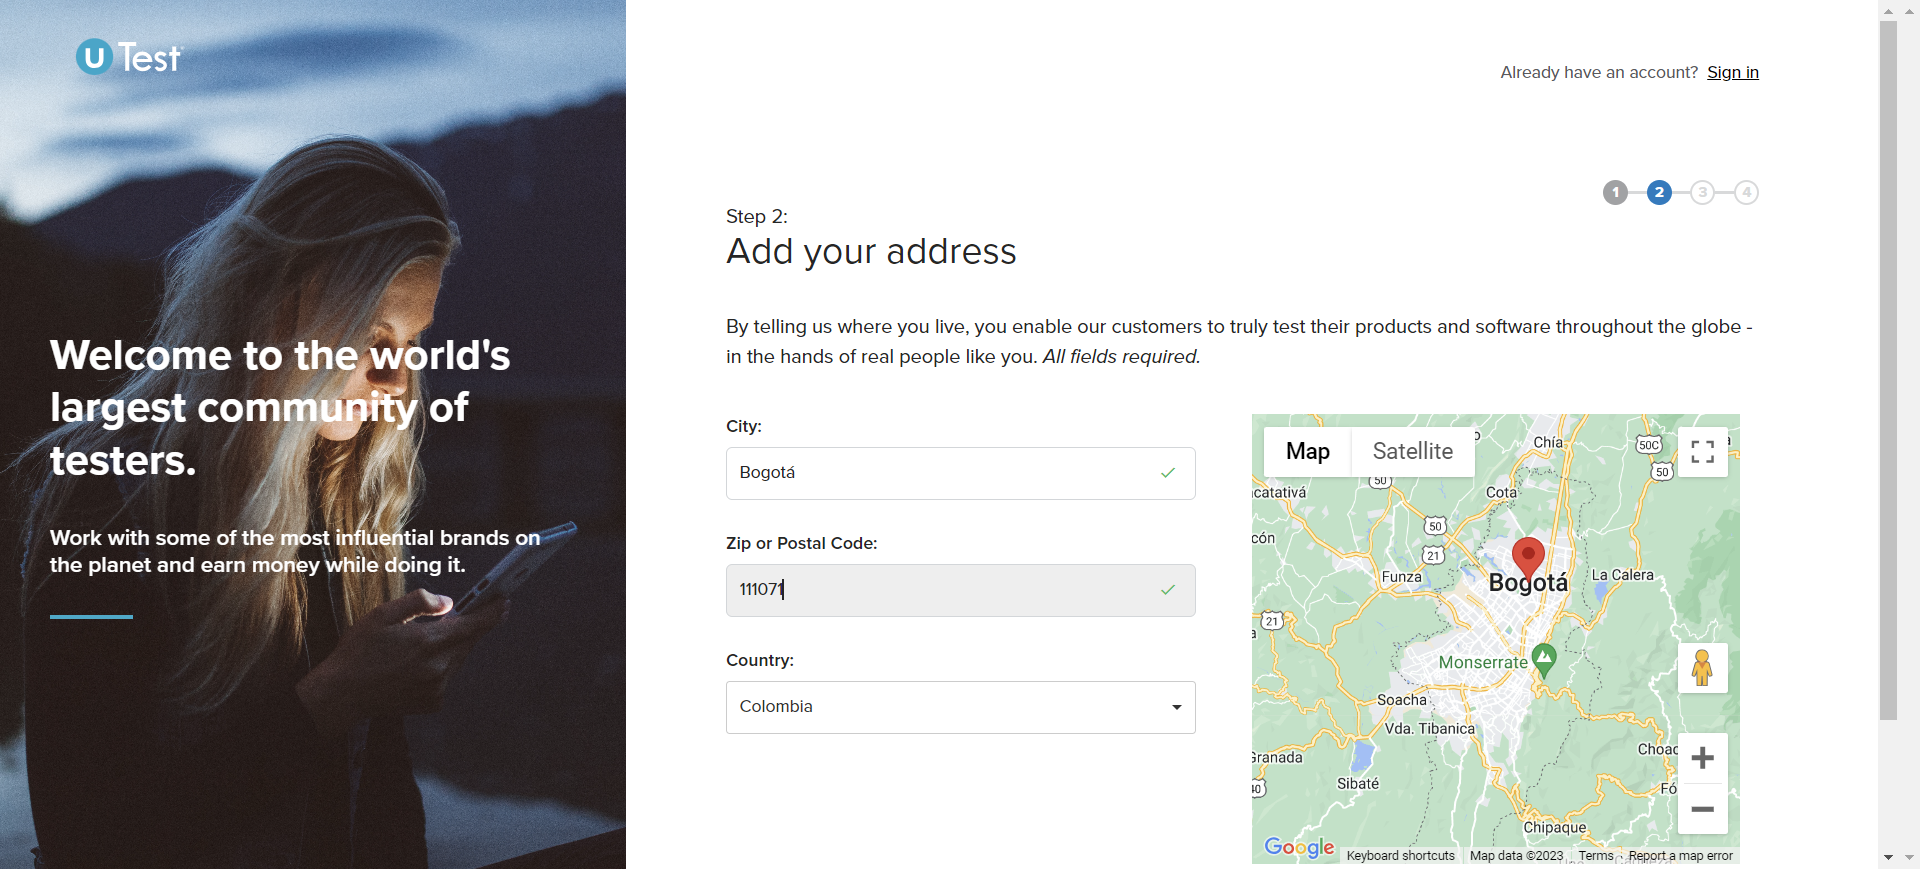 U Test
Already have an account? Sign in
1 2 3 4
Step 2:
Add your address
By telling us where you live, you enable our customers to truly test their products and software throughout the globe -
in the hands of real people like you. All fields required.
Welcome to the world's
largest community of
testers.
Work with some of the most influential brands on
the planet and earn money while doing it.
City:
Bogotá
Zip or Postal Code:
111071
Country:
Colombia
Map Satellite
Chía
50C
50
50
catativá
Cota
50
cón
21
Funza
Bogotá
La Calera
21
Monserrate
Soacha
Vda. Tibanica
Granada
Choac
Sibaté
40
Fó
Chipaque
Google
Keyboard shortcuts Map data ©2023 Terms Report a map error